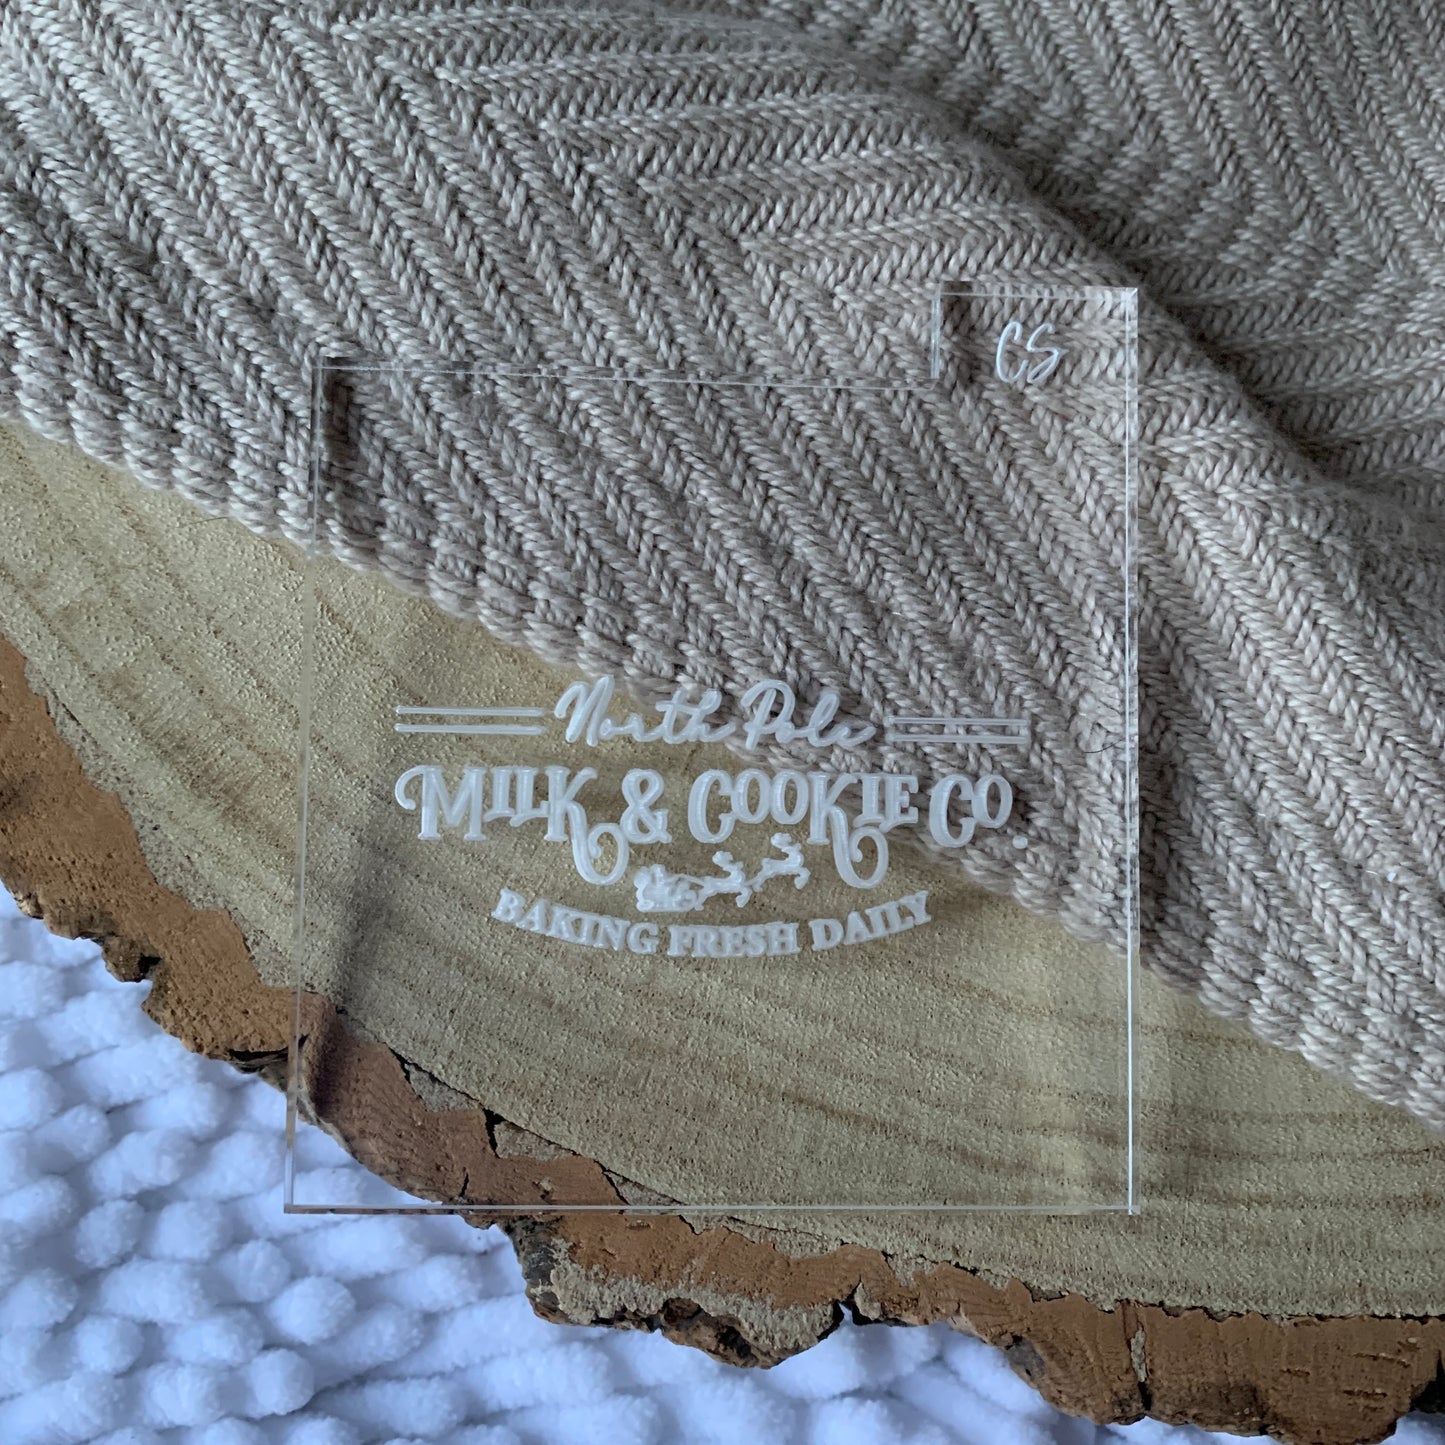 CS
North Pole
MILK & COOKIE CO.
BAKING FRESH DAILY